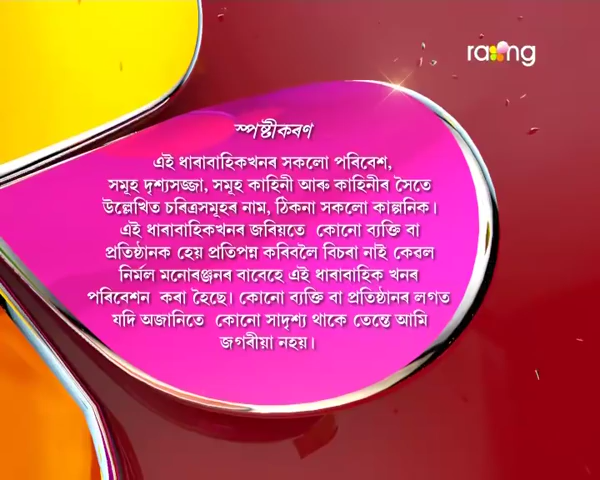 rang
স্পষ্টীকৰণ
এই ধাৰাবাহিকখনৰ সকলো পৰিবেশ,
সমূহ দৃশ্যসজ্জা, সমূহ কাহিনী আৰু কাহিনীৰ সৈতে
উল্লেখিত চৰিত্ৰসমূহৰ নাম, ঠিকনা সকলো কাল্পনিক।
এই ধাৰাবাহিকখনৰ জৰিয়তে কোনো ব্যক্তি বা
প্ৰতিষ্ঠানক হেয় প্ৰতিপন্ন কৰিবলৈ বিচৰা নাই কেৱল
নিৰ্মল মনোৰঞ্জনৰ বাবেহে এই ধাৰাবাহিক খনৰ
পৰিবেশন কৰা হৈছে। কোনো ব্যক্তি বা প্ৰতিষ্ঠানৰ লগত
যদি অজানিতে কোনো সাদৃশ্য থাকে তেন্তে আমি
জগৰীয়া নহয়।